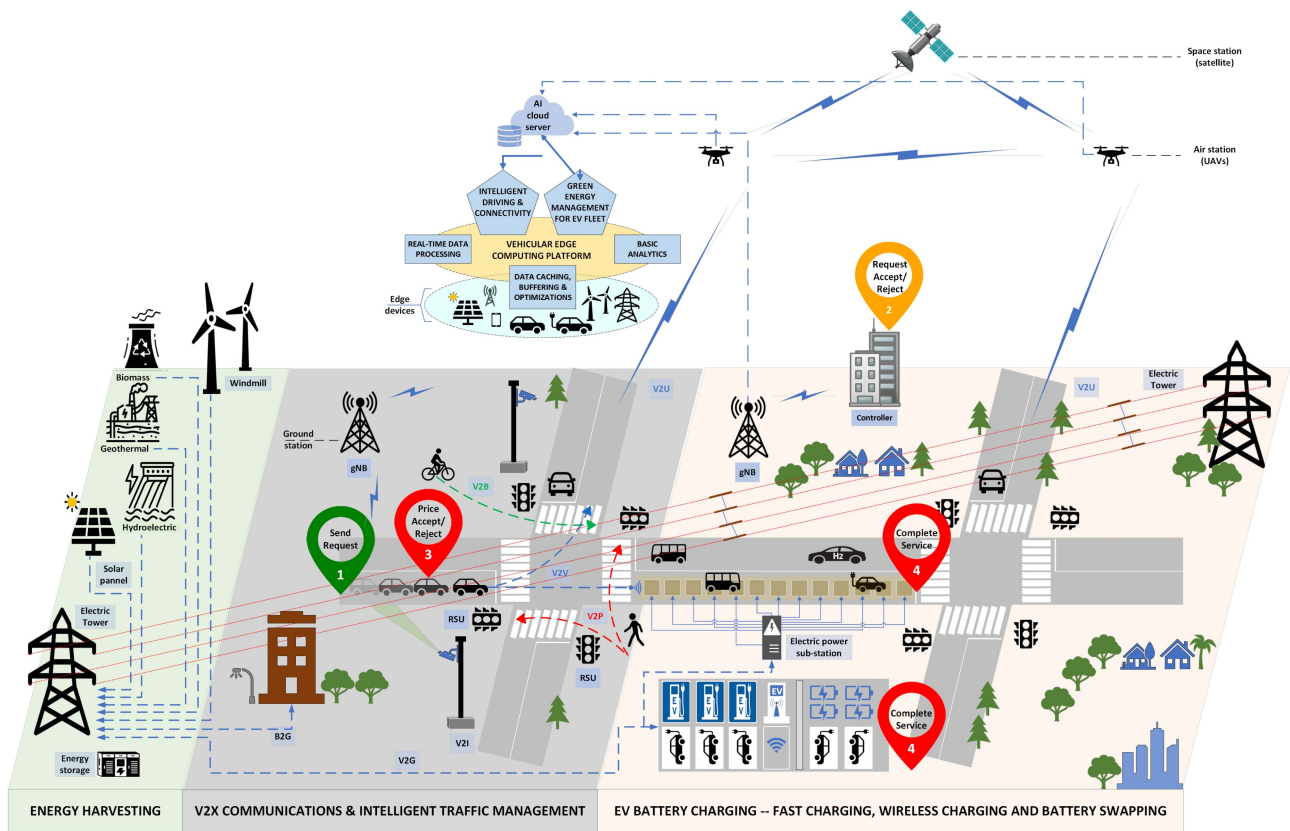 Space station
(satellite)
AI
cloud
server
Air station
(UAVs)
INTELLIGENT
DRIVING &
CONNECTIVITY
GREEN
ENERGY
MANAGEMENT
FOR EV FLEET
REAL-TIME DATA
PROCESSING
VEHICULAR EDGE
COMPUTING PLATFORM
BASIC
ANALYTICS
DATA CACHING,
BUFFERING &
OPTIMIZATIONS
Edge
devices
Request
Accept/
Reject
2
Biomass
Windmill
V2U
V2U
Electric
Tower
Controller
Geothermal
Ground
station
gNB
gNB
V2B
Hydroelectric
Send
Request
1
Price
Accept/
Reject
3
Complete
Service
4
H2
Solar
pannel
V2V
Electric
Tower
RSU
V2P
RSU
Electric power
sub-station
EV
EV
EV
EV
Complete
Service
4
B2G
V2I
V2G
Energy
storage
ENERGY HARVESTING
V2X COMMUNICATIONS & INTELLIGENT TRAFFIC MANAGEMENT
EV BATTERY CHARGING -- FAST CHARGING, WIRELESS CHARGING AND BATTERY SWAPPING